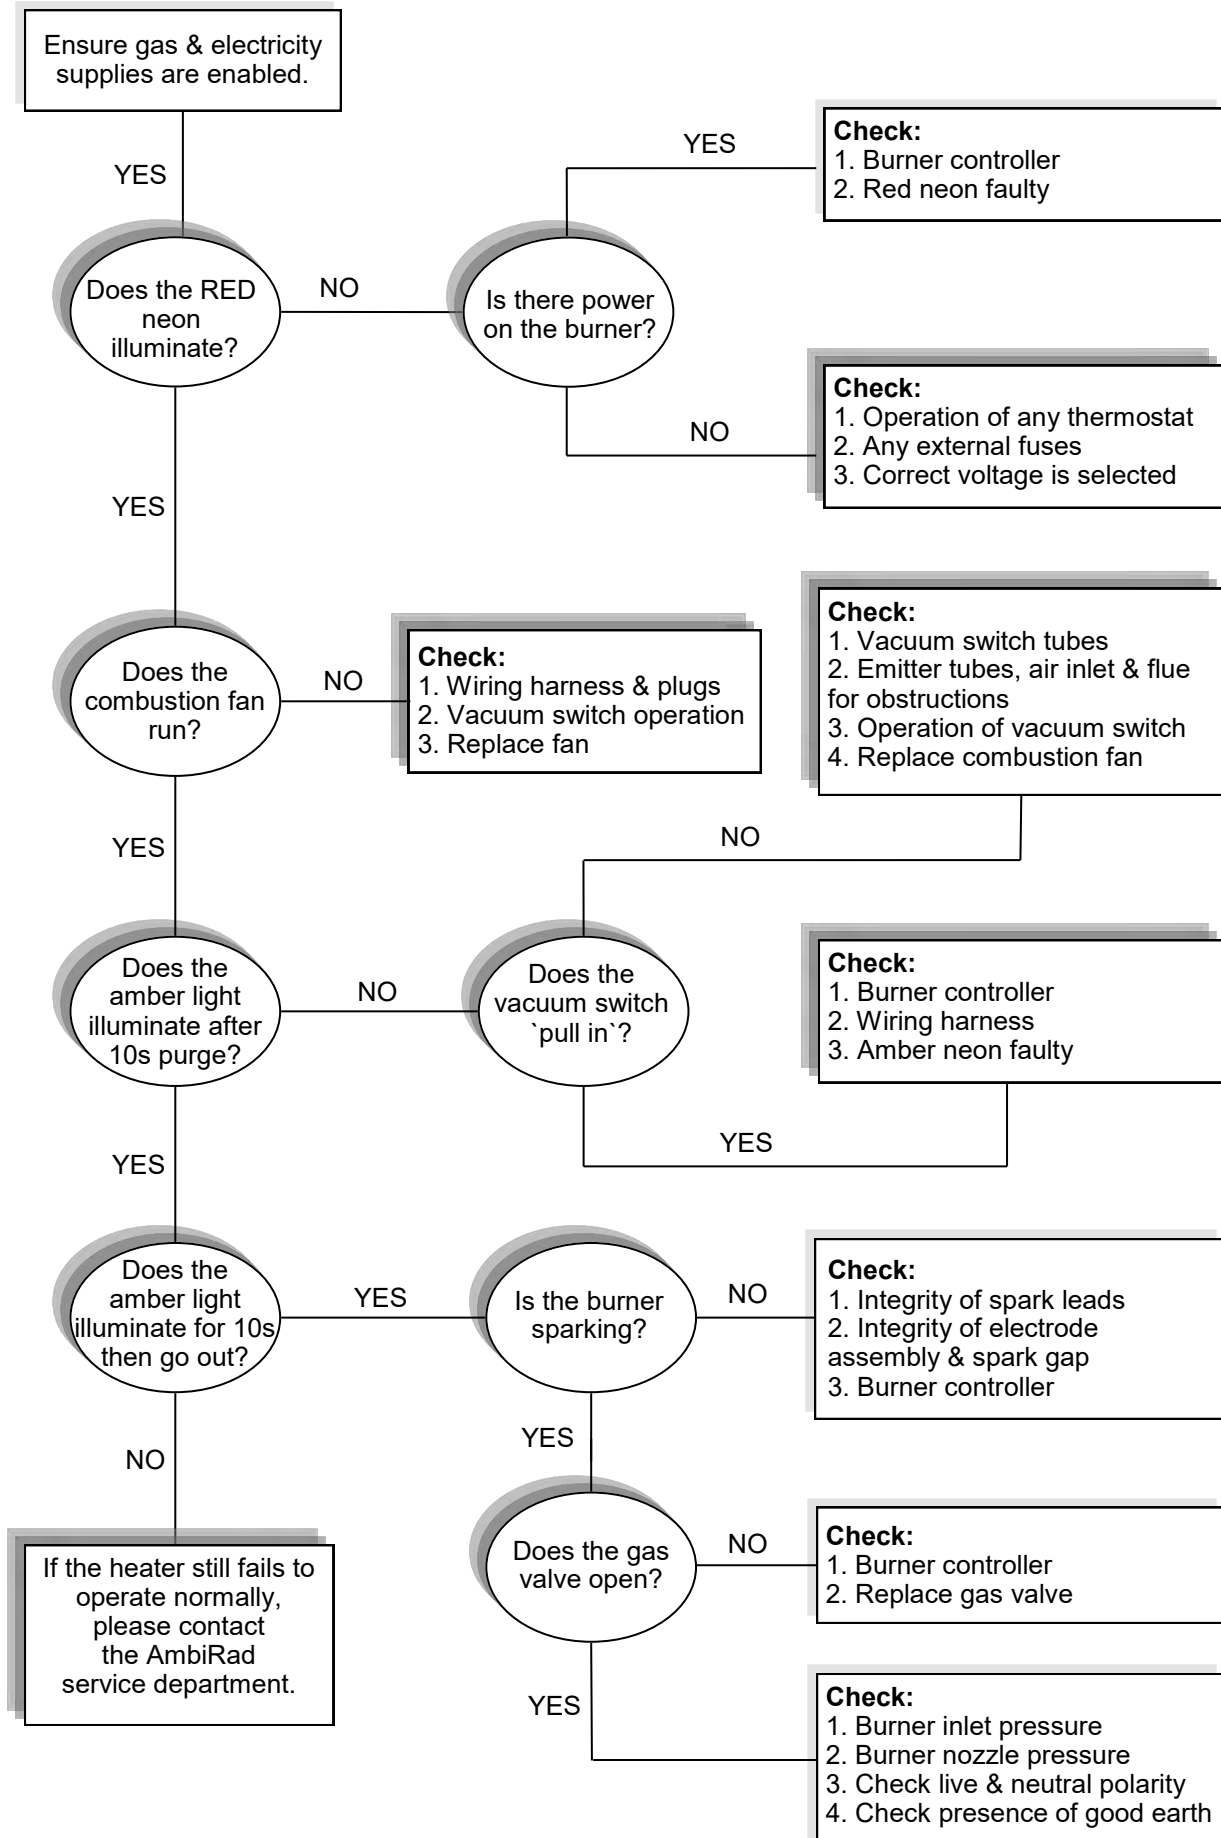 Ensure gas & electricity
supplies are enabled.
YES
YES
Check:
1. Burner controller
2. Red neon faulty
Does the RED
neon
illuminate?
NO
Is there power
on the burner?
NO
Check:
1. Operation of any thermostat
2. Any external fuses
3. Correct voltage is selected
YES
Does the
combustion fan
run?
NO
Check:
1. Wiring harness & plugs
2. Vacuum switch operation
3. Replace fan
Check:
1. Vacuum switch tubes
2. Emitter tubes, air inlet & flue
for obstructions
3. Operation of vacuum switch
4. Replace combustion fan
YES
NO
Does the
amber light
illuminate after
10s purge?
NO
Does the
vacuum switch
`pull in`?
Check:
1. Burner controller
2. Wiring harness
3. Amber neon faulty
YES
YES
Does the
amber light
illuminate for 10s
then go out?
YES
Is the burner
sparking?
NO
Check:
1. Integrity of spark leads
2. Integrity of electrode
assembly & spark gap
3. Burner controller
NO
YES
If the heater still fails to
operate normally,
please contact
the AmbiRad
service department.
Does the gas
valve open?
NO
Check:
1. Burner controller
2. Replace gas valve
YES
Check:
1. Burner inlet pressure
2. Burner nozzle pressure
3. Check live & neutral polarity
4. Check presence of good earth